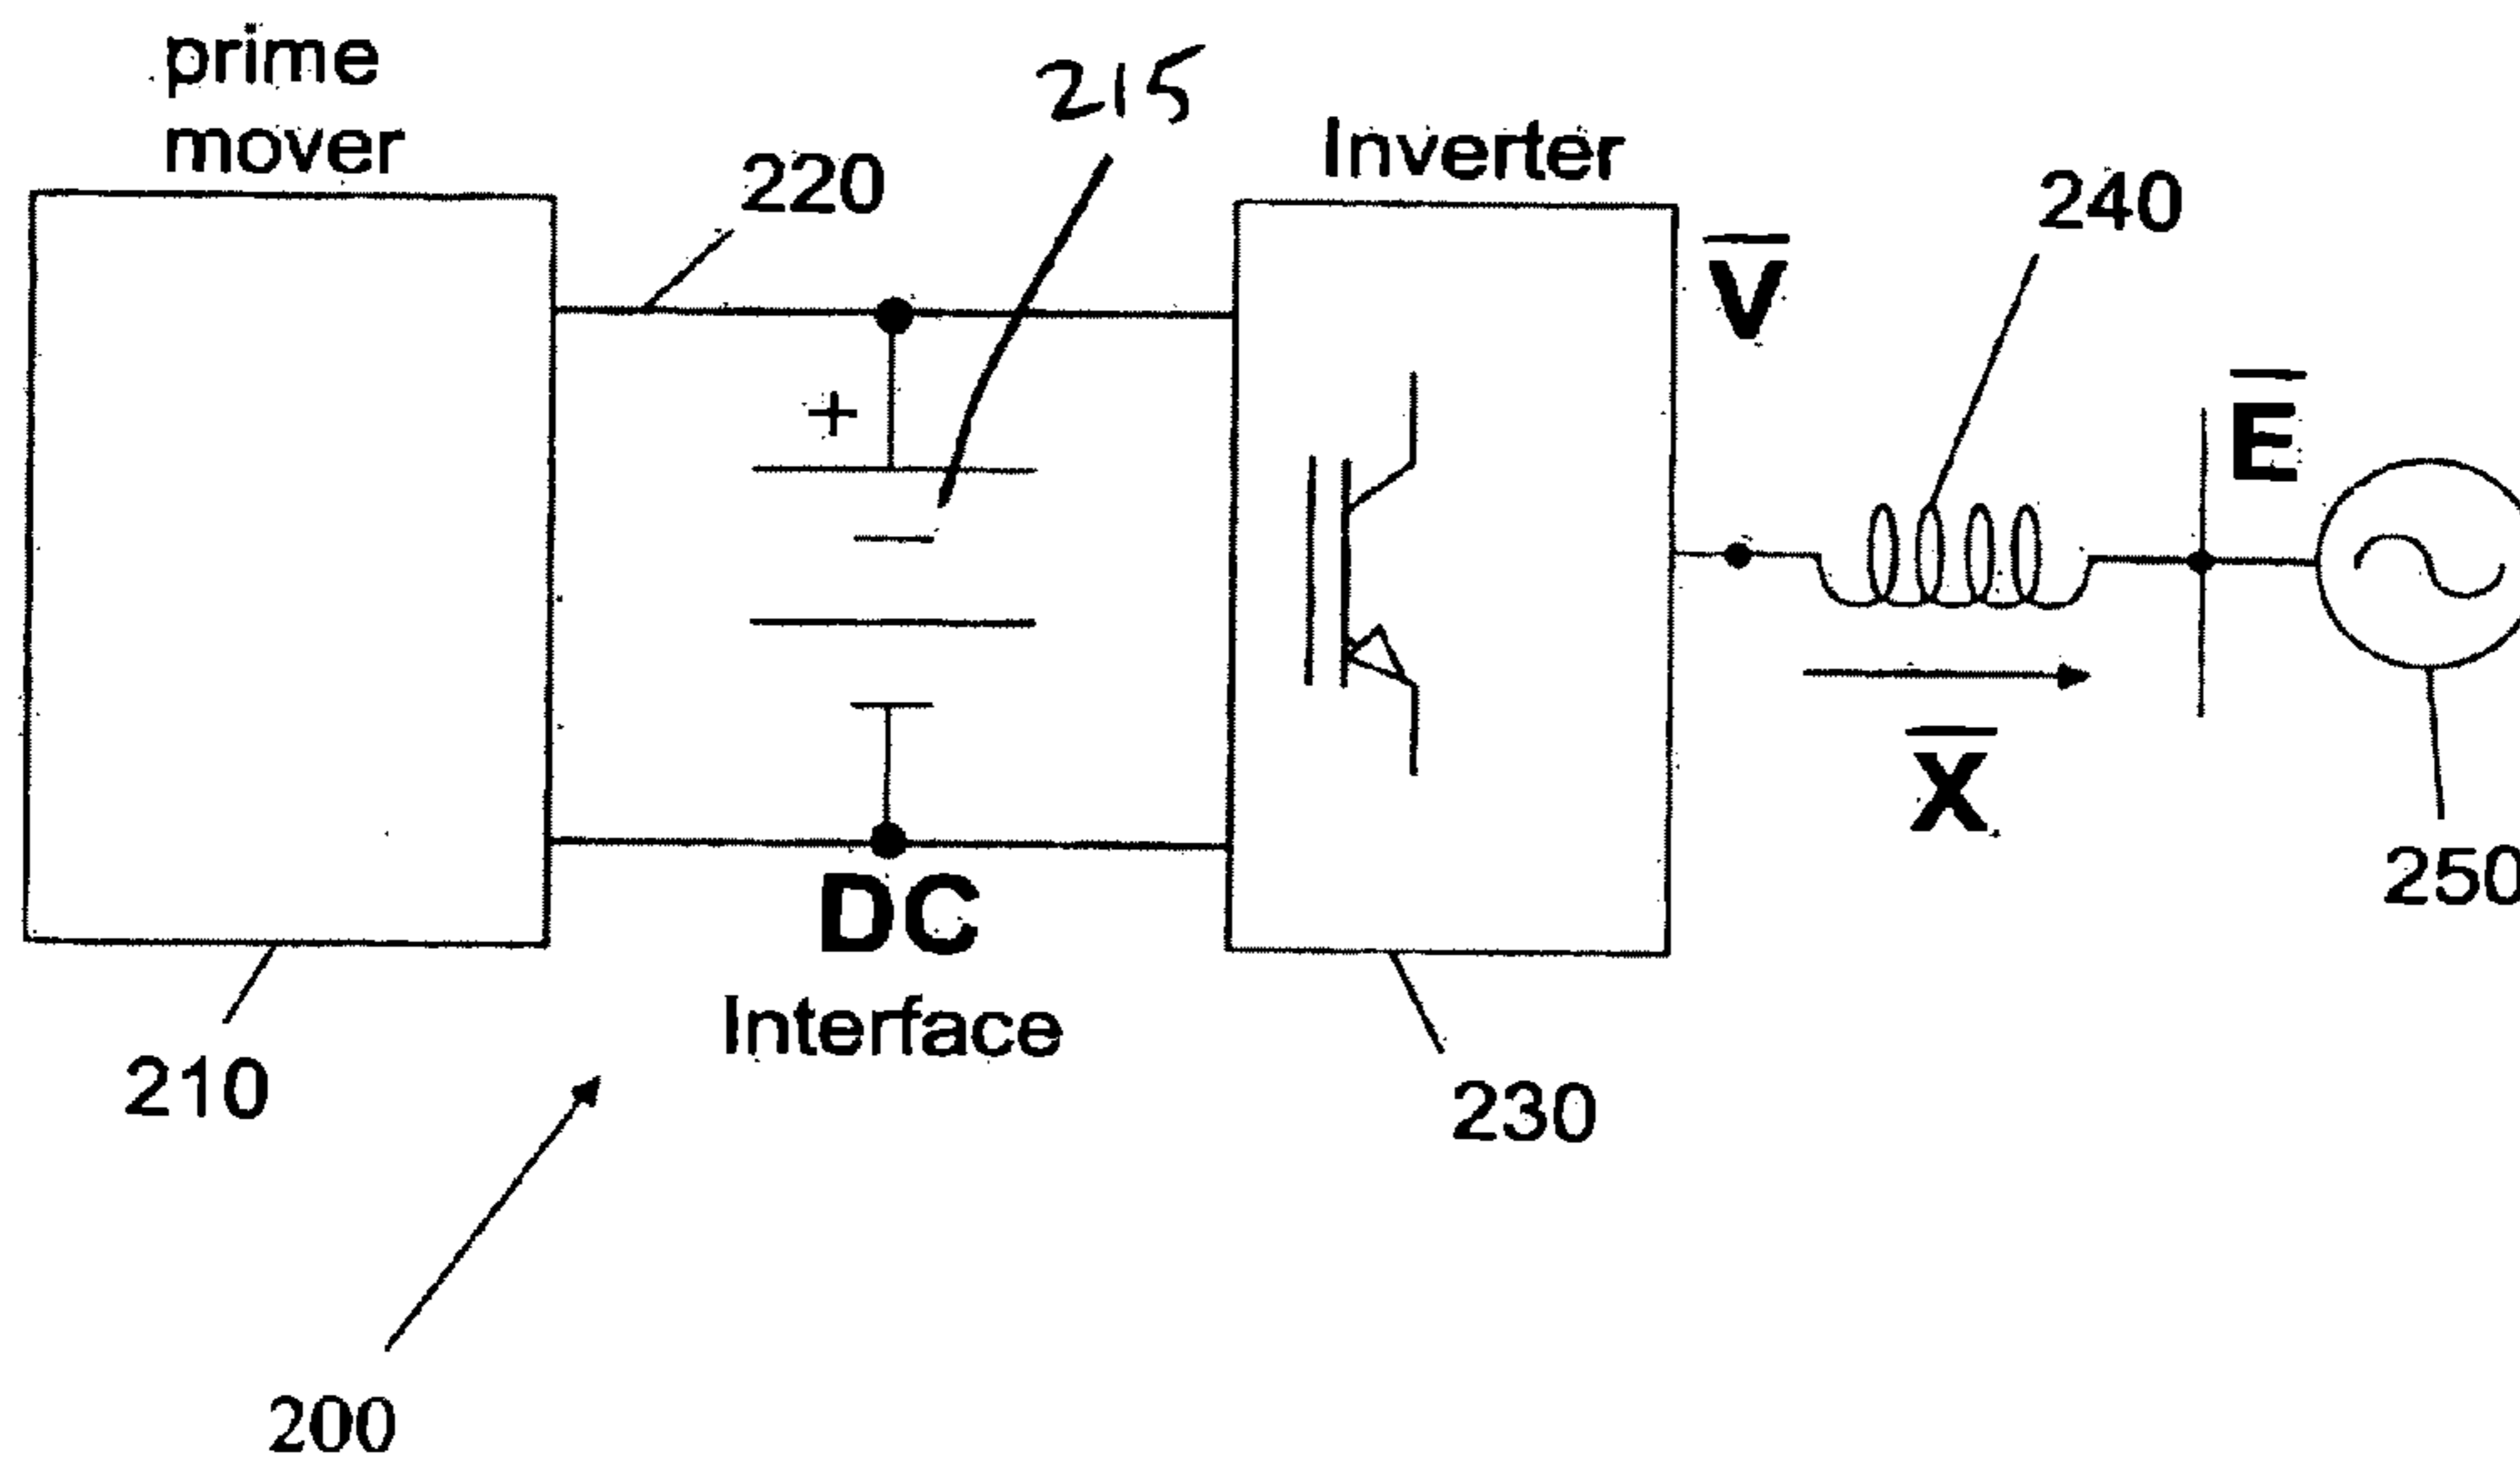 prime
mover
215
220
Inverter
240
V
E
+
X
250
DC
Interface
210
230
200